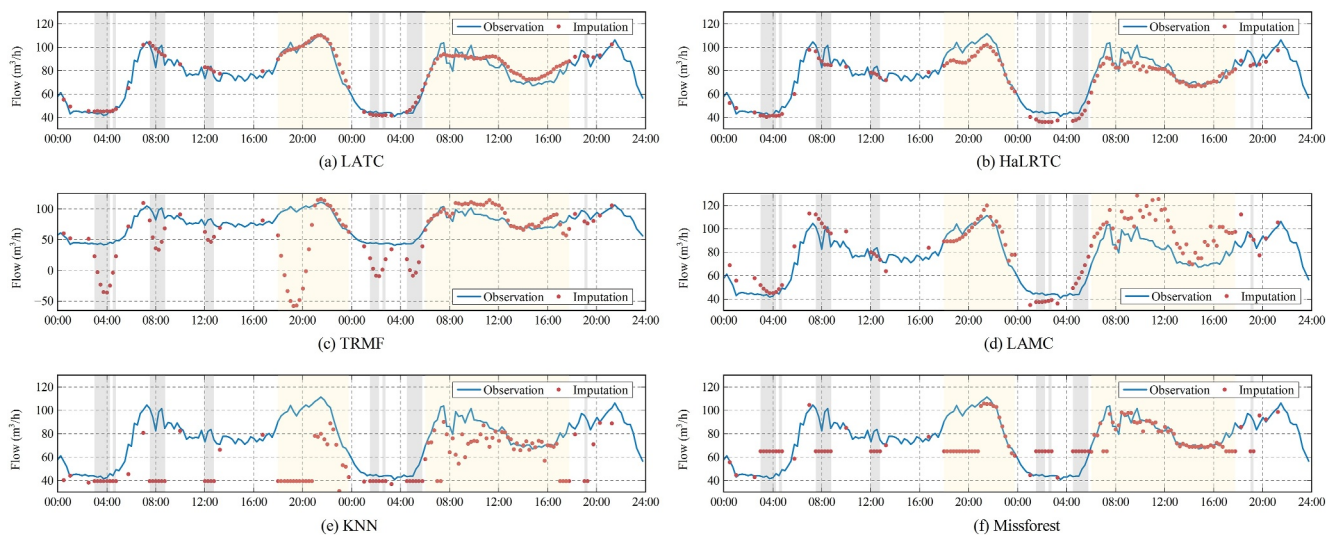 120
100
80
60
40
Flow (m³/h)
Observation Imputation
00:00 04:00 08:00 12:00 16:00 20:00 00:00 04:00 08:00 12:00 16:00 20:00 24:00
(a) LATC
120
100
80
60
40
Flow (m³/h)
Observation Imputation
00:00 04:00 08:00 12:00 16:00 20:00 00:00 04:00 08:00 12:00 16:00 20:00 24:00
(b) HaLRTC
100
50
0
−50
Flow (m³/h)
Observation Imputation
00:00 04:00 08:00 12:00 16:00 20:00 00:00 04:00 08:00 12:00 16:00 20:00 24:00
(c) TRMF
120
100
80
60
40
Flow (m³/h)
Observation Imputation
00:00 04:00 08:00 12:00 16:00 20:00 00:00 04:00 08:00 12:00 16:00 20:00 24:00
(d) LAMC
120
100
80
60
40
Flow (m³/h)
Observation Imputation
00:00 04:00 08:00 12:00 16:00 20:00 00:00 04:00 08:00 12:00 16:00 20:00 24:00
(e) KNN
120
100
80
60
40
Flow (m³/h)
Observation Imputation
00:00 04:00 08:00 12:00 16:00 20:00 00:00 04:00 08:00 12:00 16:00 20:00 24:00
(f) Missforest